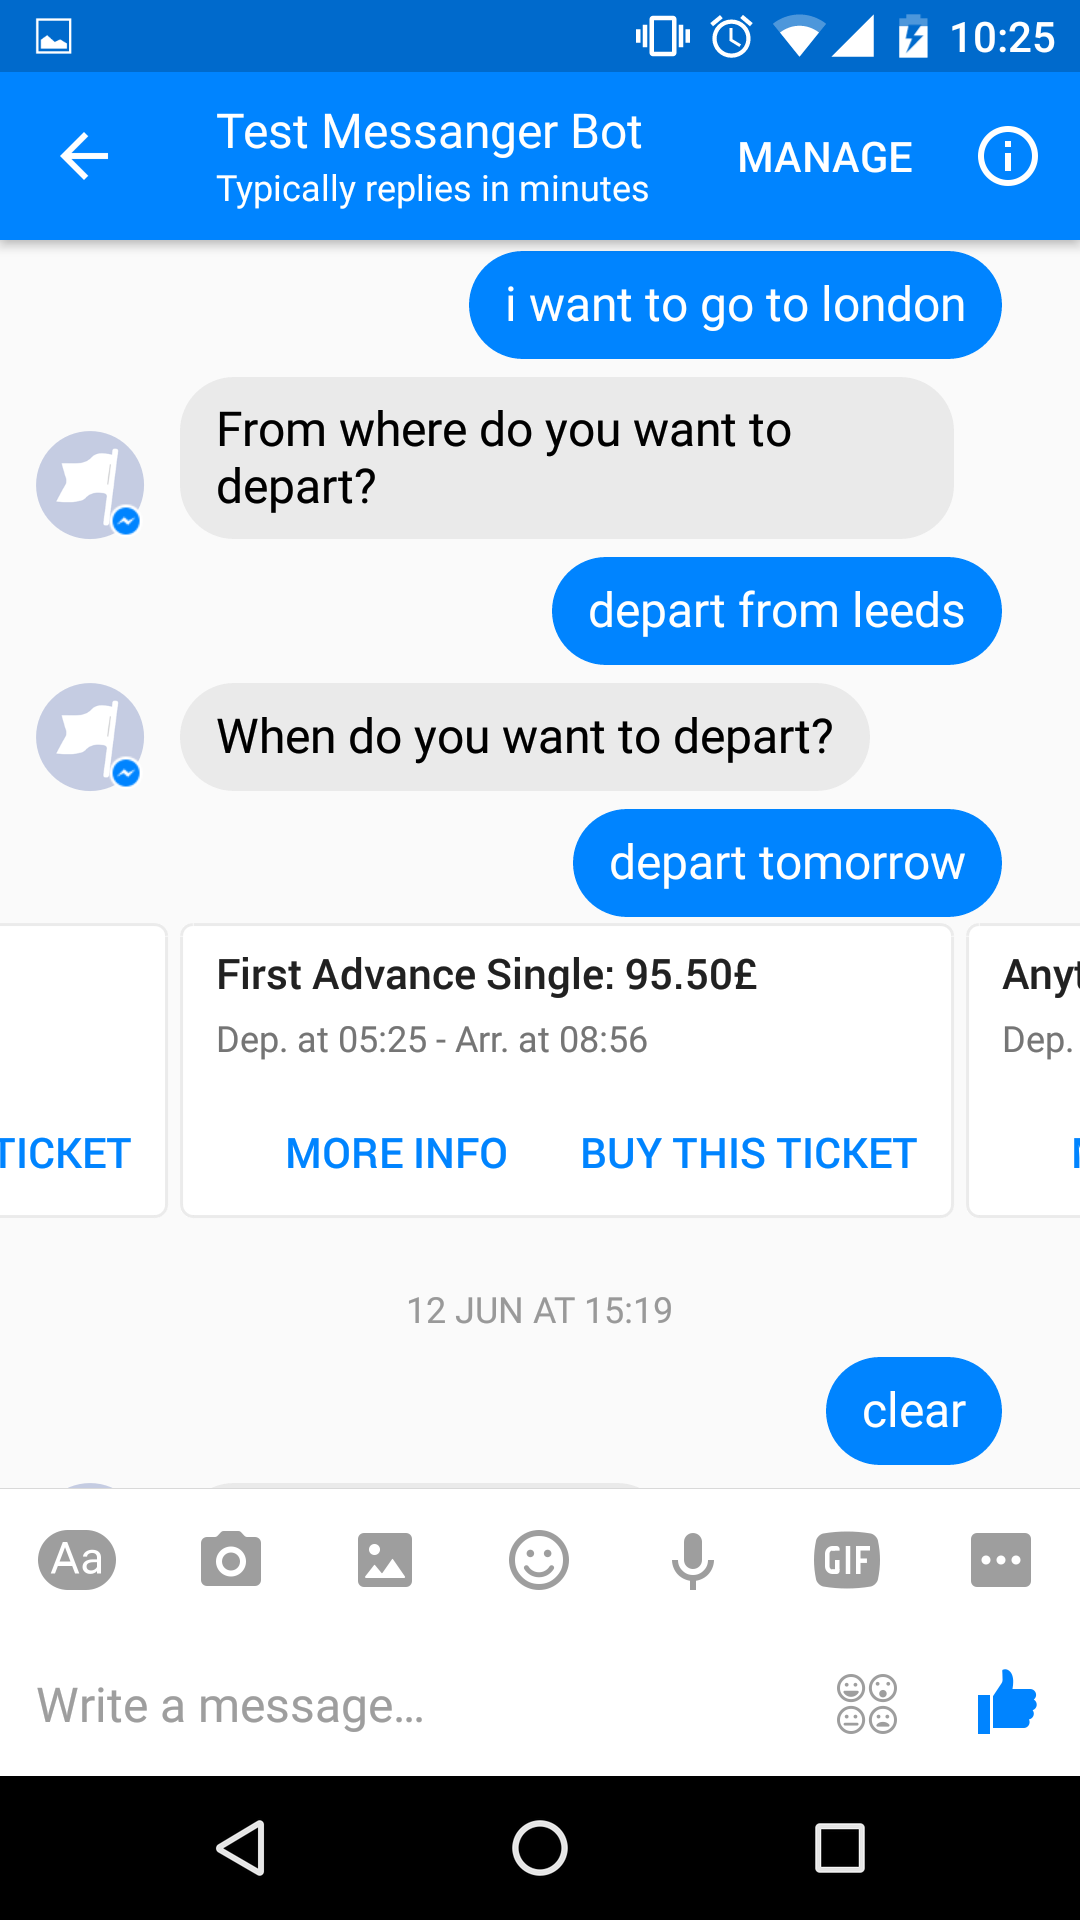 10:25
Test Messanger Bot
Typically replies in minutes
MANAGE
i want to go to london
From where do you want to
depart?
depart from leeds
When do you want to depart?
depart tomorrow
First Advance Single: 95.50£
Dep. at 05:25 - Arr. at 08:56
Dep.
TICKET
MORE INFO
BUY THIS TICKET
12 JUN AT 15:19
clear
Aa
GIF
Write a message...